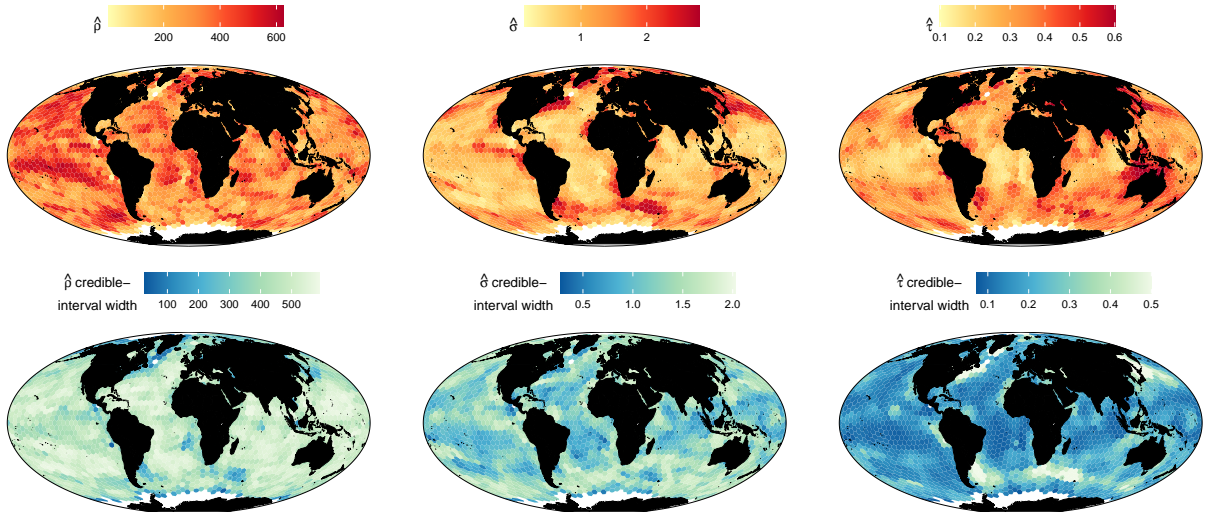 ρ̂
200 400 600
σ̂
1 2
τ̂
0.1 0.2 0.3 0.4 0.5 0.6
ρ̂ credible−
interval width
100 200 300 400 500
σ̂ credible−
interval width
0.5 1.0 1.5 2.0
τ̂ credible−
interval width
0.1 0.2 0.3 0.4 0.5